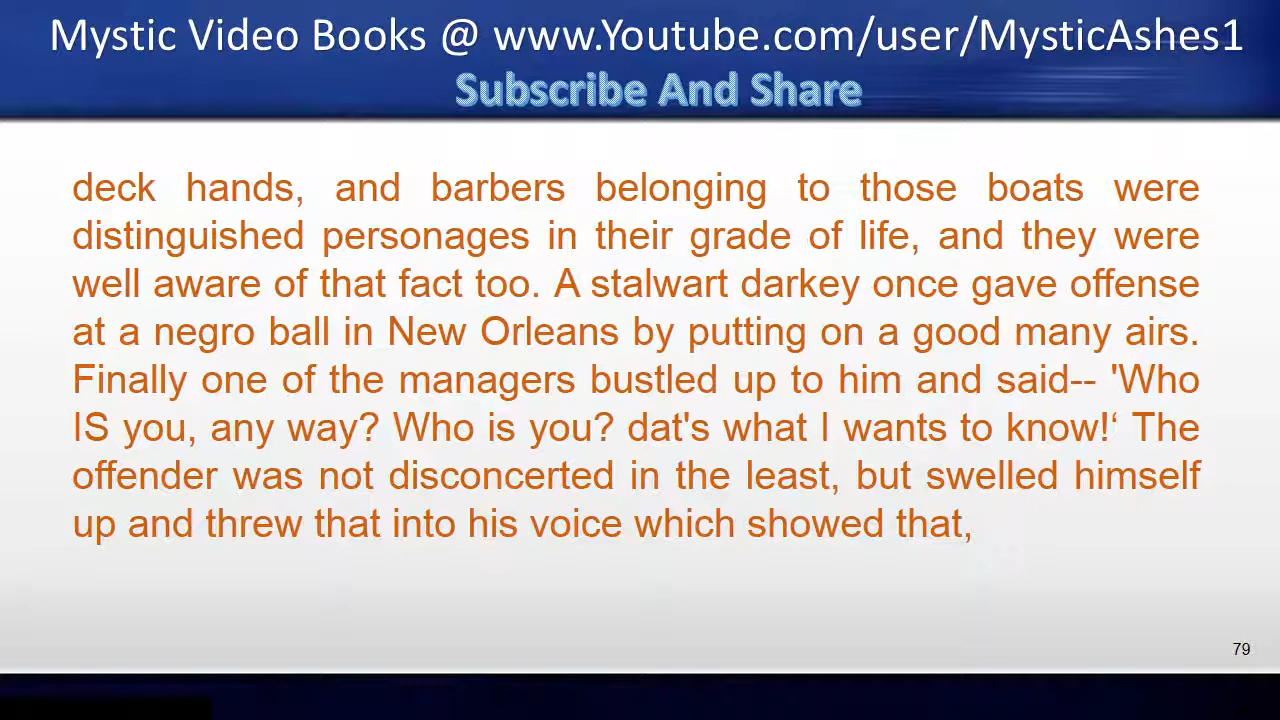 Mystic Video Books @ www.Youtube.com/user/MysticAshes1
Subscribe And Share
deck hands, and barbers belonging to those boats were
distinguished personages in their grade of life, and they were
well aware of that fact too. A stalwart darkey once gave offense
at a negro ball in New Orleans by putting on a good many airs.
Finally one of the managers bustled up to him and said-- 'Who
IS you, any way? Who is you? dat's what I wants to know!‘ The
offender was not disconcerted in the least, but swelled himself
up and threw that into his voice which showed that,
79